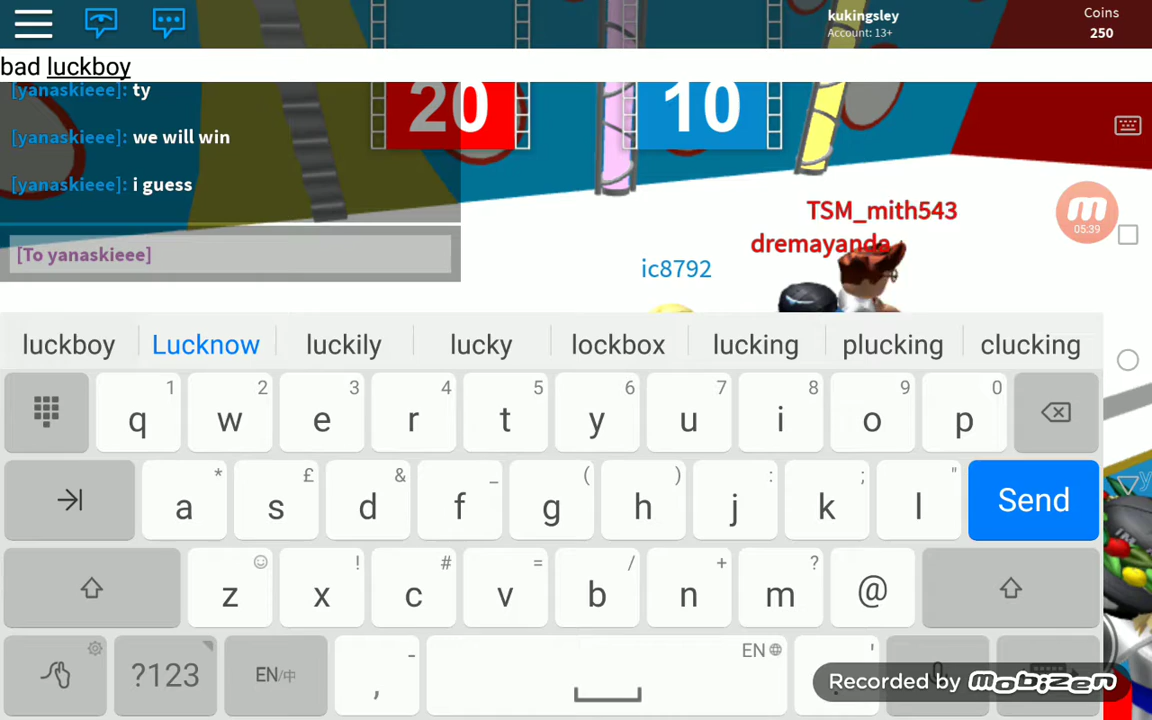 kukingsley
Account: 13+
Coins
250
bad luckboy
[yanaskieee]: ty
[yanaskieee]: we will win
[yanaskieee]: i guess
[To yanaskieee]
20
10
TSM_mith543
dremayanda
ic8792
05:39
luckboy Lucknow luckily lucky lockbox lucking plucking clucking
1 2 3 4 5 6 7 8 9 0
q w e r t y u i o p
* £ & _ ( ) : ; "
a s d f g h j k l Send
! # = / + ?
z x c v b n m @
?123 EN/中 , - EN '
Recorded by mobizen